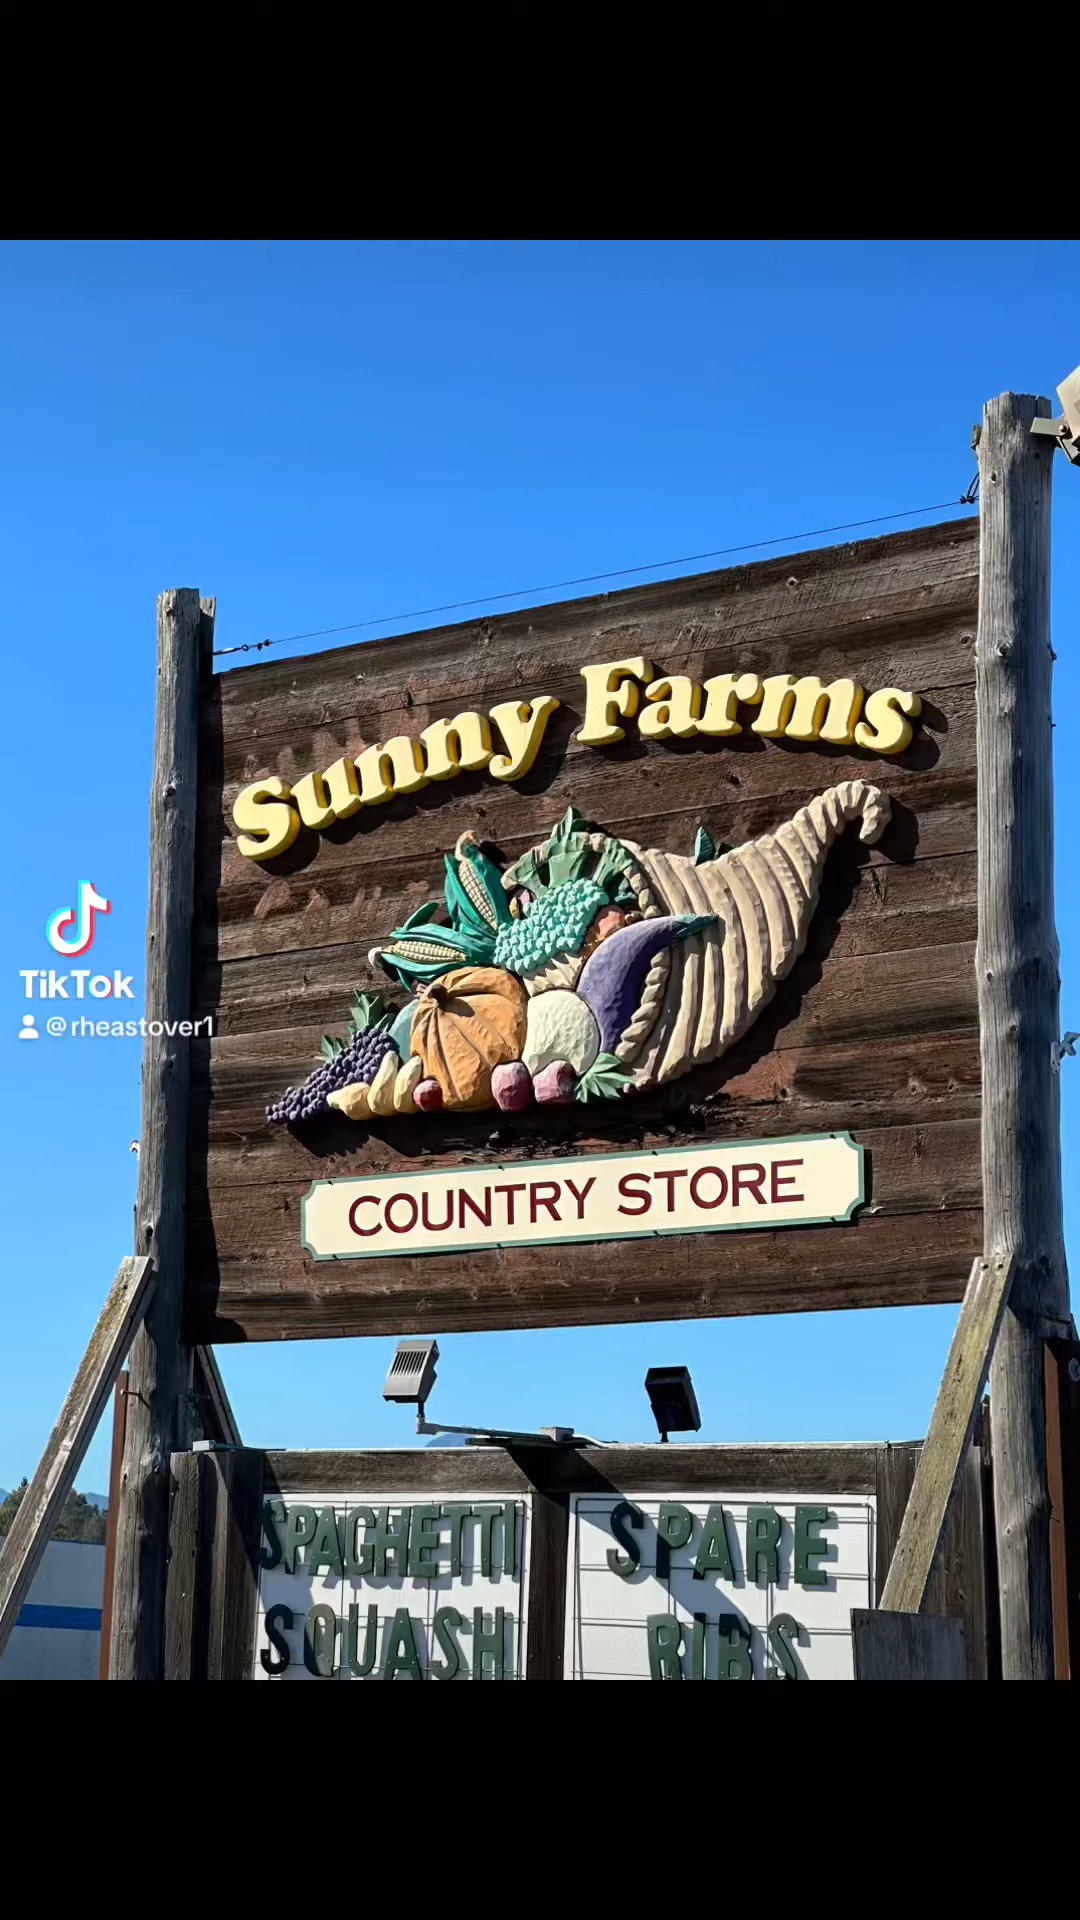 Sunny Farms
COUNTRY STORE
TikTok
@rheastover1
SPAGHETTI
SQUASH
SPARE
RIBS